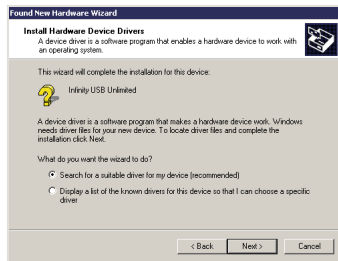 Found New Hardware Wizard
Install Hardware Device Drivers
A device driver is a software program that enables a hardware device to work with
an operating system.
This wizard will complete the installation for this device:
Infinity USB Unlimited
A device driver is a software program that makes a hardware device work. Windows
needs driver files for your new device. To locate driver files and complete the
installation click Next.
What do you want the wizard to do?
Search for a suitable driver for my device (recommended)
Display a list of the known drivers for this device so that I can choose a specific
driver
< Back Next > Cancel